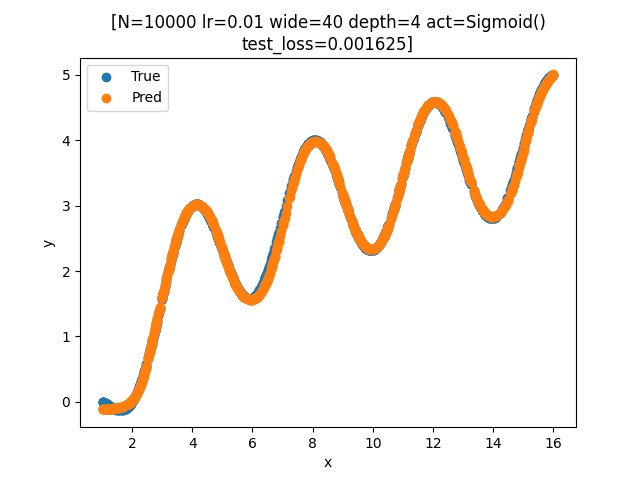 [N=10000 lr=0.01 wide=40 depth=4 act=Sigmoid()
test_loss=0.001625]
True
Pred
5
4
3
2
1
0
y
2 4 6 8 10 12 14 16
x